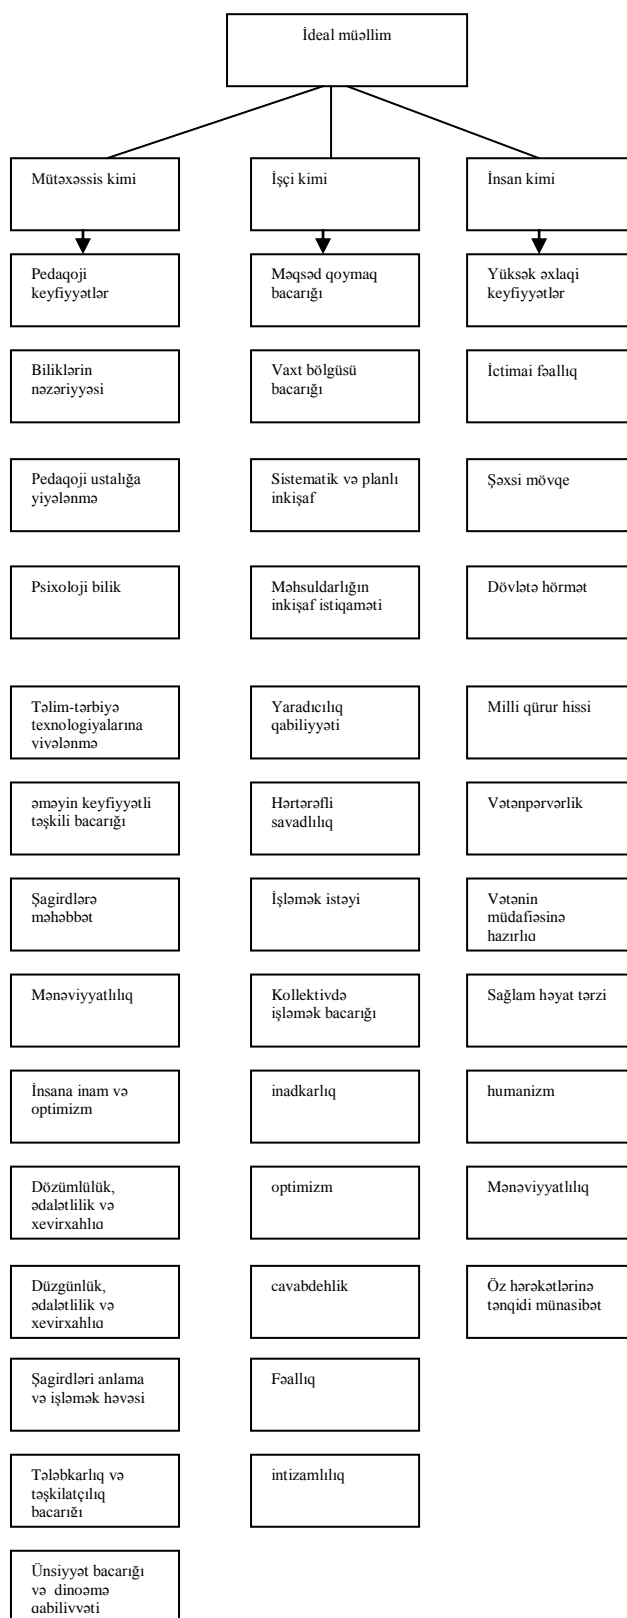 İdeal müəllim
Mütəxəssis kimi
İşçi kimi
İnsan kimi
Pedaqoji
keyfiyyətlər
Məqsəd qoymaq
bacarığı
Yüksək əxlaqi
keyfiyyətlər
Biliklərin
nəzəriyyəsi
Vaxt bölgüsü
bacarığı
İctimai fəallıq
Pedaqoji ustalığa
yiyələnmə
Sistematik və planlı
inkişaf
Şəxsi mövqe
Psixoloji bilik
Məhsuldarlığın
inkişaf istiqaməti
Dövlətə hörmət
Təlim-tərbiyə
texnologiyalarına
yiyələnmə
Yaradıcılıq
qabiliyyəti
Milli qürur hissi
əməyin keyfiyyətli
təşkili bacarığı
Hərtərəfli
savadlılıq
Vətənpərvərlik
Şagirdlərə
məhəbbət
İşləmək istəyi
Vətənin
müdafiəsinə
hazırlıq
Mənəviyyatlılıq
Kollektivdə
işləmək bacarığı
Sağlam həyat tərzi
İnsana inam və
optimizm
inadkarlıq
humanizm
Dözümlülük,
ədalətlilik və
xeyirxahlıq
optimizm
Mənəviyyatlılıq
Düzgünlük,
ədalətlilik və
xeyirxahlıq
cavabdehlik
Öz hərəkətlərinə
tənqidi münasibət
Şagirdləri anlama
və işləmək həvəsi
Fəallıq
Tələbkarlıq və
təşkilatçılıq
bacarığı
intizamlılıq
Ünsiyyət bacarığı
və dinoəmə
qabiliyyəti